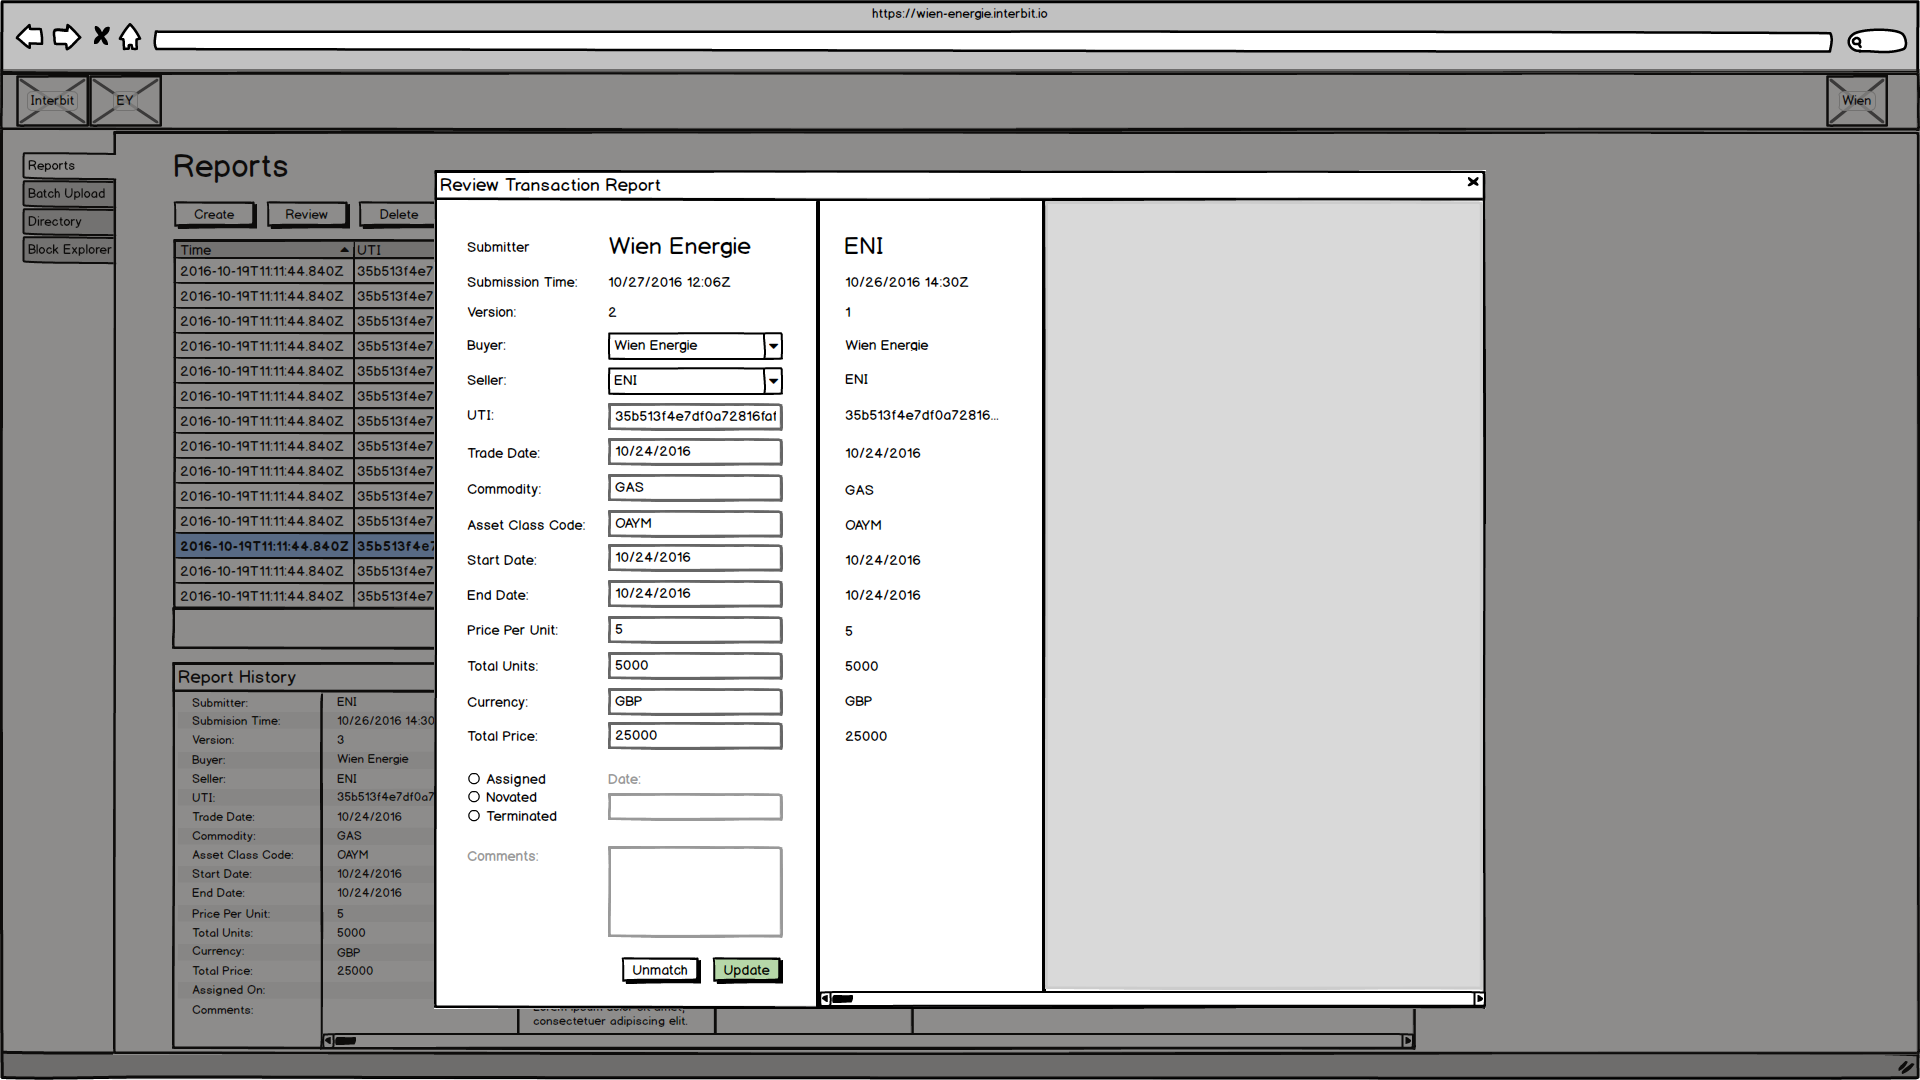 https://wien-energie.interbit.io
Interbit
EY
Wien
Reports
Batch Upload
Directory
Block Explorer
Reports
Create
Review
Delete
Time UTI
2016-10-19T11:11:44.840Z 35b513f4e7
2016-10-19T11:11:44.840Z 35b513f4e7
2016-10-19T11:11:44.840Z 35b513f4e7
2016-10-19T11:11:44.840Z 35b513f4e7
2016-10-19T11:11:44.840Z 35b513f4e7
2016-10-19T11:11:44.840Z 35b513f4e7
2016-10-19T11:11:44.840Z 35b513f4e7
2016-10-19T11:11:44.840Z 35b513f4e7
2016-10-19T11:11:44.840Z 35b513f4e7
2016-10-19T11:11:44.840Z 35b513f4e7
2016-10-19T11:11:44.840Z 35b513f4e7
2016-10-19T11:11:44.840Z 35b513f4e7
2016-10-19T11:11:44.840Z 35b513f4e7
2016-10-19T11:11:44.840Z 35b513f4e7
Report History
Submitter: ENI
Submision Time: 10/26/2016 14:30
Version: 3
Buyer: Wien Energie
Seller: ENI
UTI: 35b513f4e7df0a7
Trade Date: 10/24/2016
Commodity: GAS
Asset Class Code: OAYM
Start Date: 10/24/2016
End Date: 10/24/2016
Price Per Unit: 5
Total Units: 5000
Currency: GBP
Total Price: 25000
Assigned On:
Comments:
Lorem ipsum dolor sit amet,
consectetuer adipiscing elit.
Review Transaction Report
Submitter Wien Energie ENI
Submission Time: 10/27/2016 12:06Z 10/26/2016 14:30Z
Version: 2 1
Buyer: Wien Energie Wien Energie
Seller: ENI ENI
UTI: 35b513f4e7df0a72816faf 35b513f4e7df0a72816...
Trade Date: 10/24/2016 10/24/2016
Commodity: GAS GAS
Asset Class Code: OAYM OAYM
Start Date: 10/24/2016 10/24/2016
End Date: 10/24/2016 10/24/2016
Price Per Unit: 5 5
Total Units: 5000 5000
Currency: GBP GBP
Total Price: 25000 25000
Assigned Date:
Novated
Terminated
Comments:
Unmatch
Update